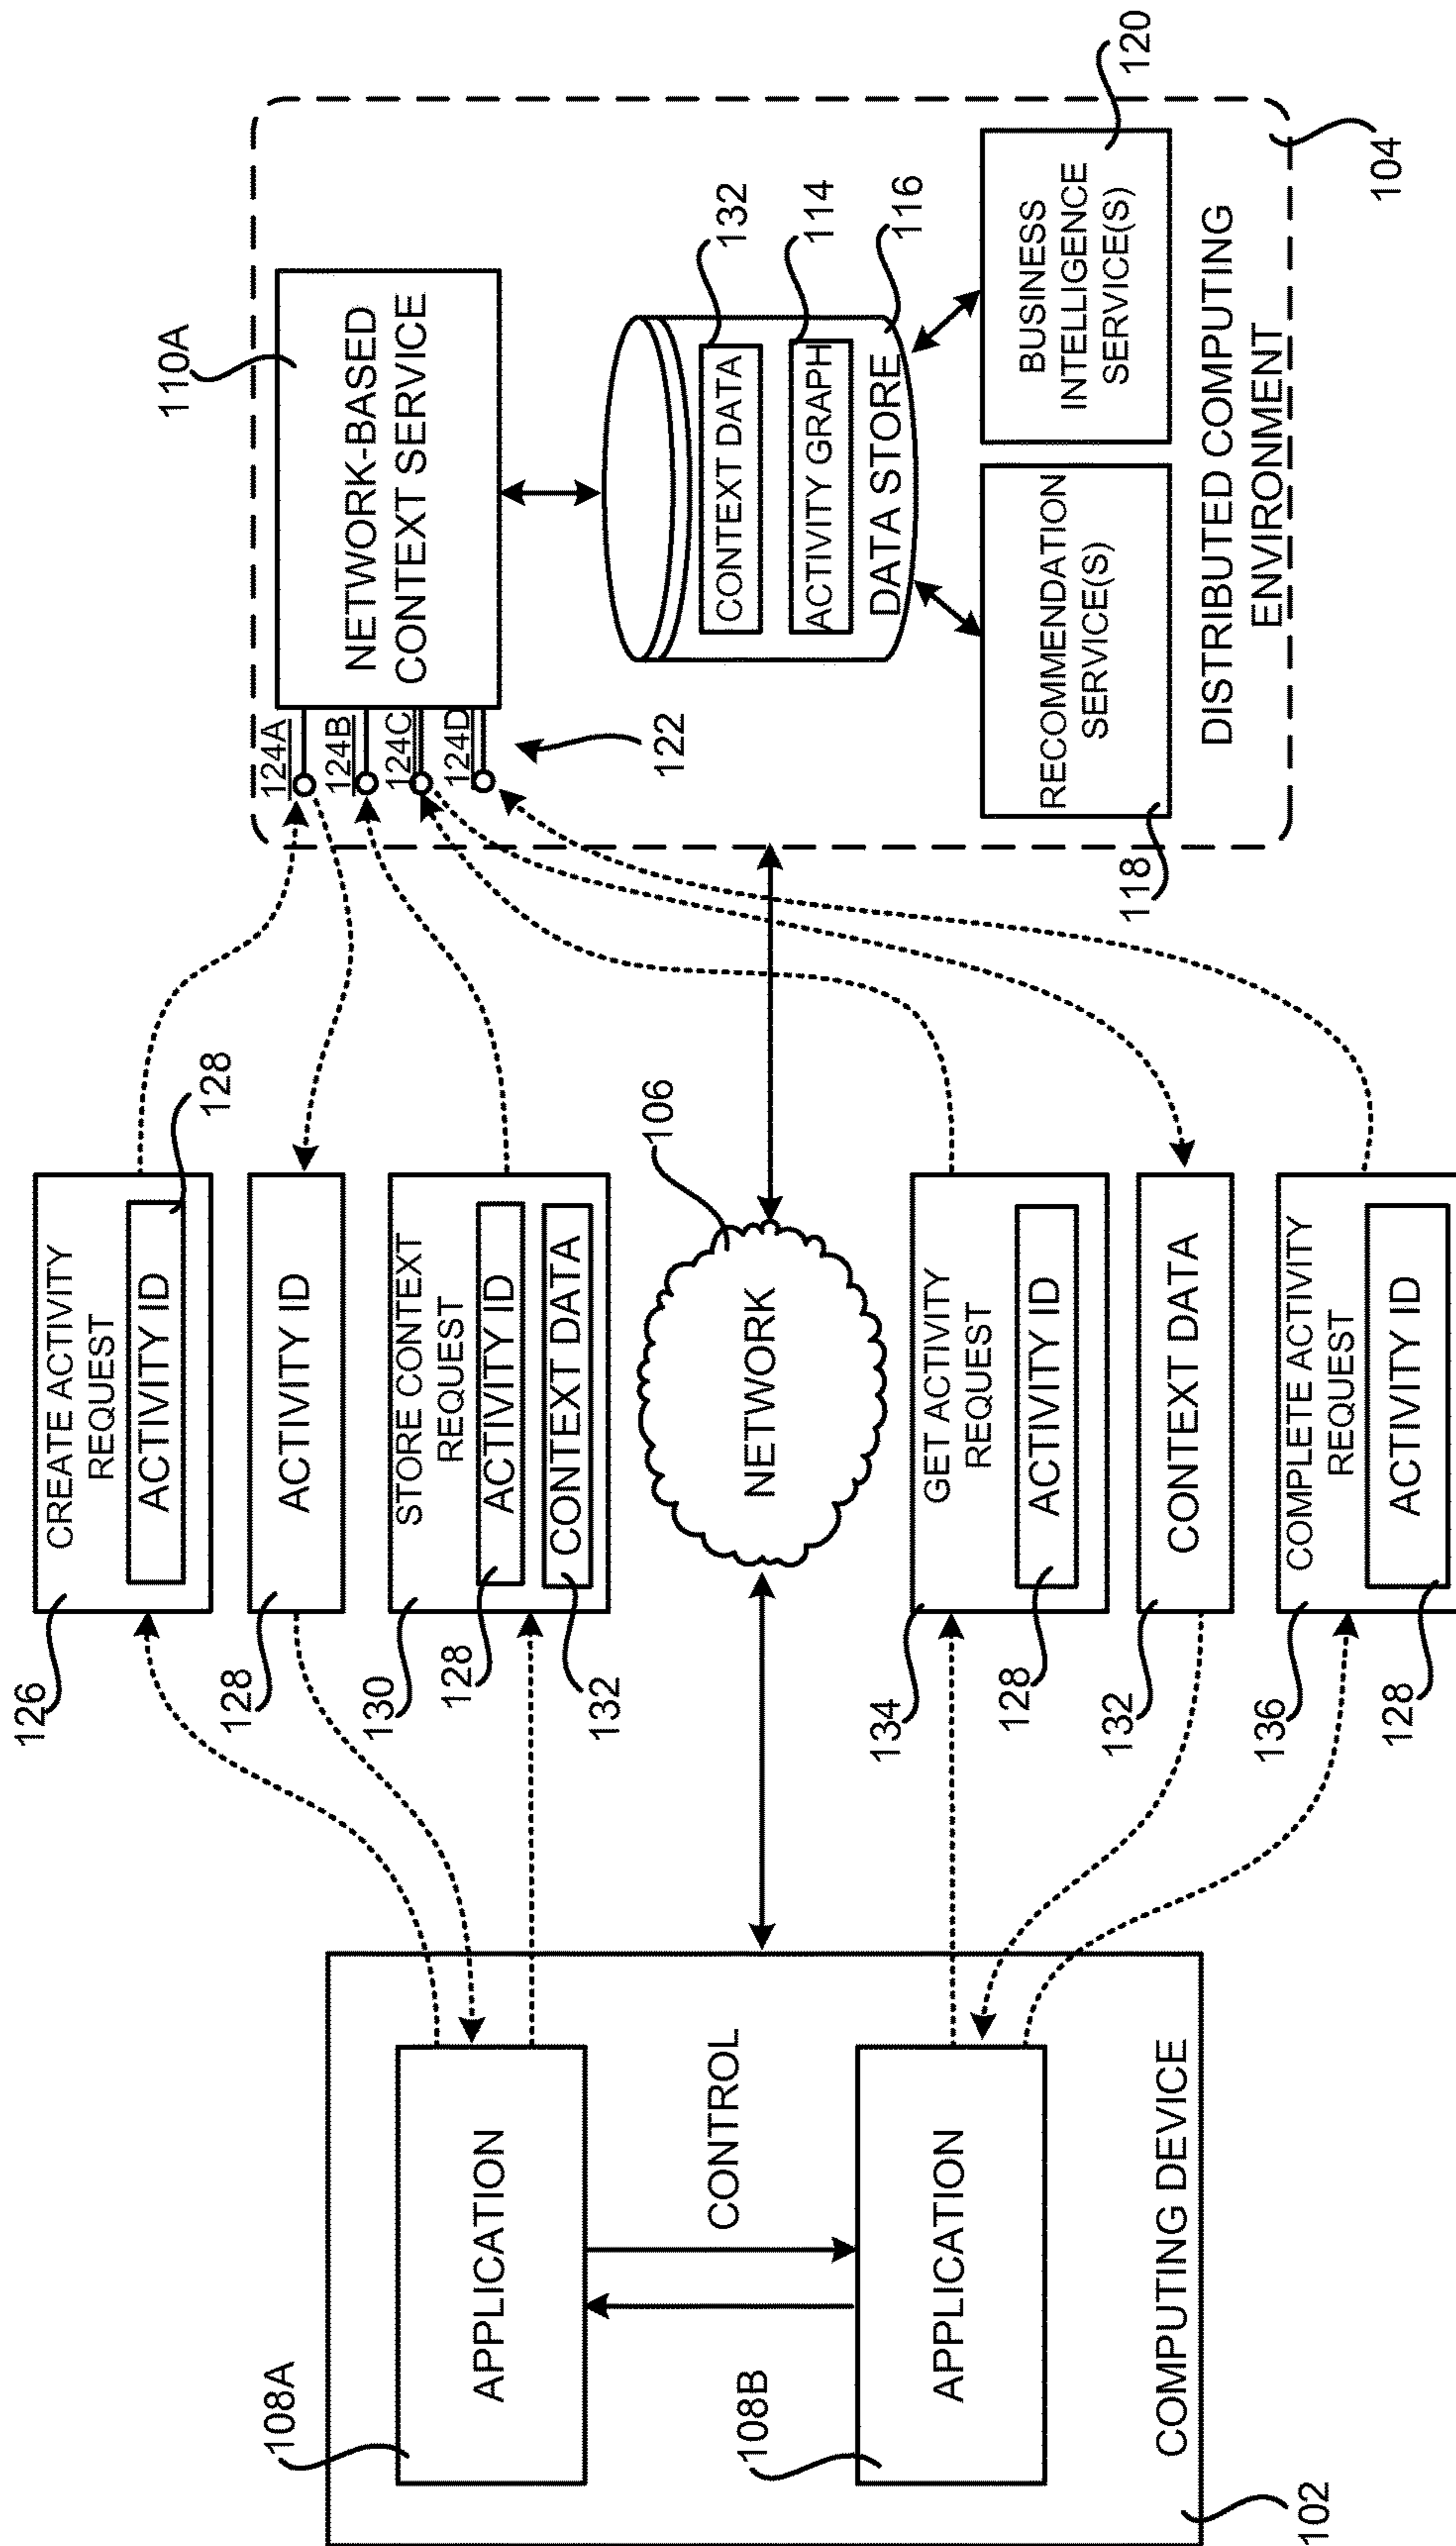 126
CREATE ACTIVITY
REQUEST
ACTIVITY ID
128
128
ACTIVITY ID
130
STORE CONTEXT
REQUEST
128
ACTIVITY ID
132
CONTEXT DATA
108A
APPLICATION
CONTROL
108B
APPLICATION
COMPUTING DEVICE
102
106
NETWORK
134
GET ACTIVITY
REQUEST
128
ACTIVITY ID
132
CONTEXT DATA
136
COMPLETE ACTIVITY
REQUEST
128
ACTIVITY ID
110A
124A
124B
124C
124D
122
NETWORK-BASED
CONTEXT SERVICE
CONTEXT DATA
132
ACTIVITY GRAPH
114
DATA STORE
116
118
RECOMMENDATION
SERVICE(S)
BUSINESS
INTELLIGENCE
SERVICE(S)
120
DISTRIBUTED COMPUTING
ENVIRONMENT
104